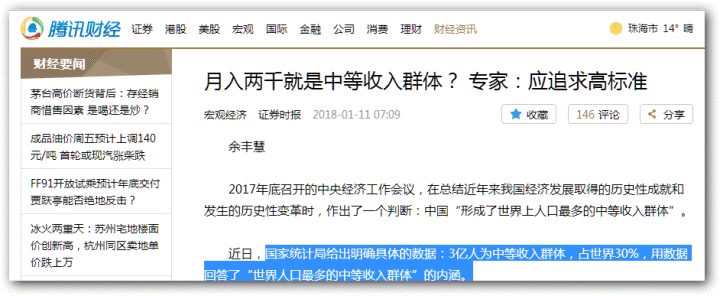 腾讯财经 证券 港股 美股 宏观 国际 金融 公司 消费 理财 财经资讯 珠海市 14° 晴
财经要闻
茅台高价断货背后：存经销
商惜售因素 是喝还是炒？
成品油价周五预计上调140
元/吨 首轮或现汽涨柴跌
FF91开放试乘预计年底交付
贾跃亭能否绝地反击？
冰火两重天：苏州宅地楼面
价创新高，杭州同区卖地单
价跌上万
月入两千就是中等收入群体？ 专家：应追求高标准
宏观经济 证券时报 2018-01-11 07:09 收藏 146 评论 分享
余丰慧
2017年底召开的中央经济工作会议，在总结近年来我国经济发展取得的历史性成就和
发生的历史性变革时，作出了一个判断：中国“形成了世界上人口最多的中等收入群体”。
近日，国家统计局给出明确具体的数据：3亿人为中等收入群体，占世界30%，用数据
回答了“世界人口最多的中等收入群体”的内涵。